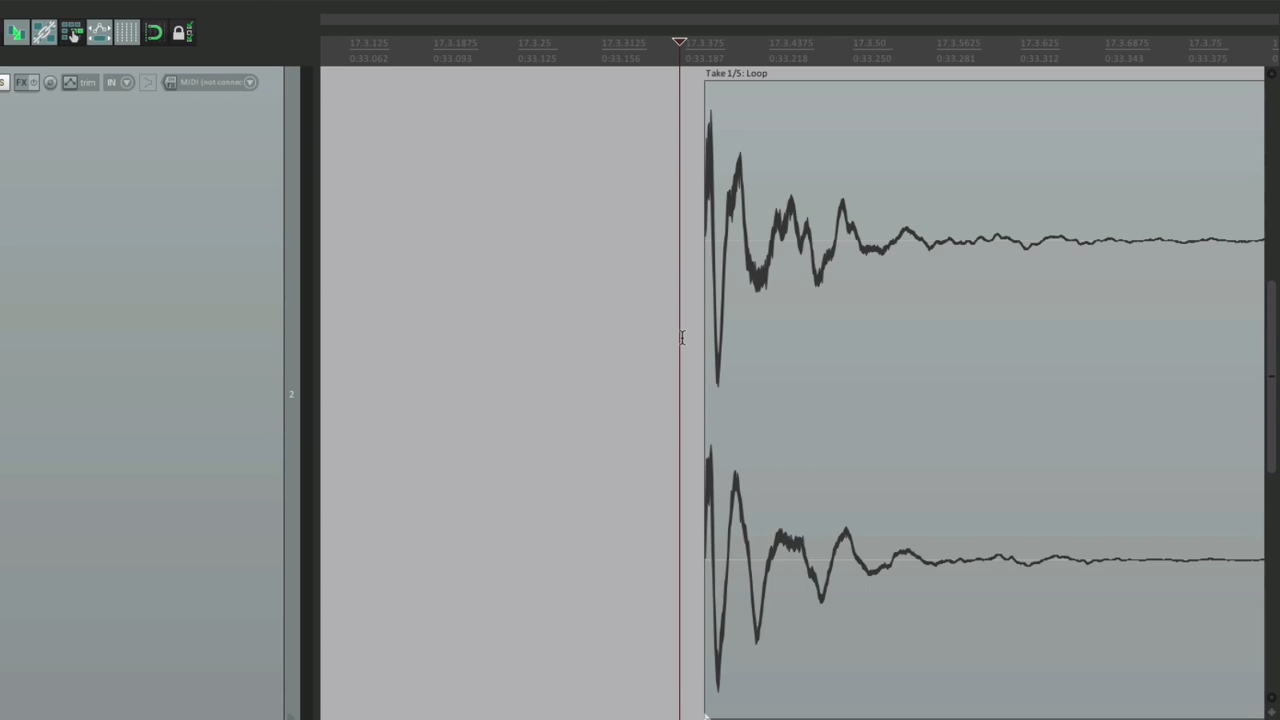 17.3.125 17.3.1875 17.3.25 17.3.3125 17.3.375 17.3.4375 17.3.50 17.3.5625 17.3.625 17.3.6875 17.3.75
0:33.062 0:33.093 0:33.125 0:33.156 0:33.187 0:33.218 0:33.250 0:33.281 0:33.312 0:33.343 0:33.375
Take 1/5: Loop
S FX trim IN MIDI (not connec
2